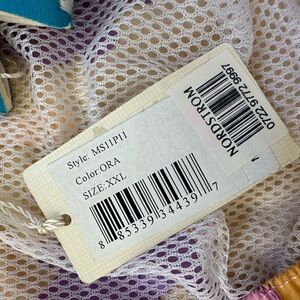 Style: MS11P11
Color:ORA
SIZE:XXL
8 85339 34439 7
NORDSTROM
0722 9772 9997